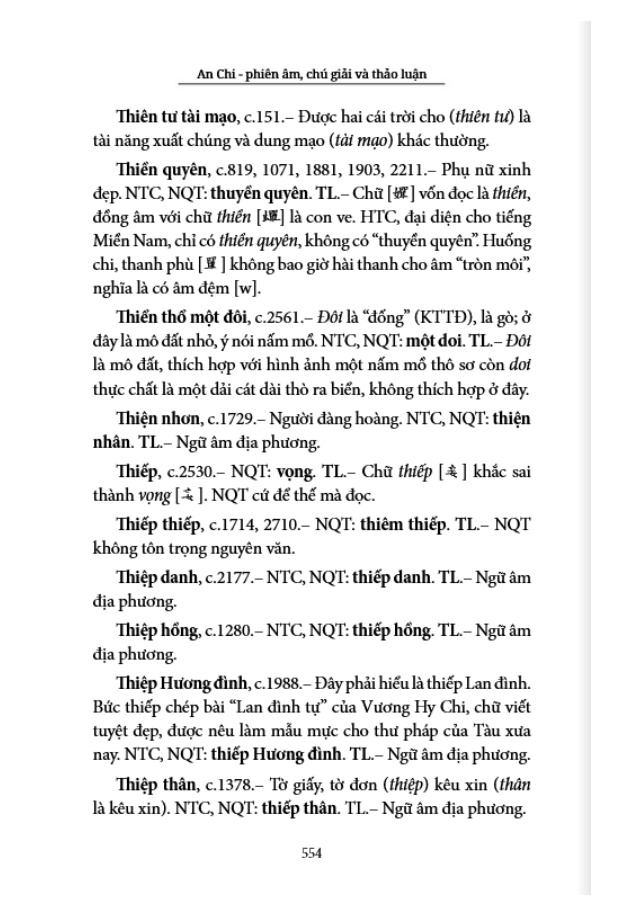 An Chi - phiên âm, chú giải và thảo luận
Thiên tư tài mạo, c.151.– Được hai cái trời cho (thiên tư) là
tài năng xuất chúng và dung mạo (tài mạo) khác thường.
Thiền quyên, c.819, 1071, 1881, 1903, 2211.– Phụ nữ xinh
đẹp. NTC, NQT: thuyền quyên. TL.– Chữ [嬋] vốn đọc là thiền,
đồng âm với chữ thiền [蟬] là con ve. HTC, đại diện cho tiếng
Miền Nam, chỉ có thiền quyên, không có “thuyền quyên”. Huống
chi, thanh phù [單] không bao giờ hài thanh cho âm “tròn môi”,
nghĩa là có âm đệm [w].
Thiển thổ một đôi, c.2561.– Đôi là “đống” (KTTĐ), là gò; ở
đây là mô đất nhỏ, ý nói nấm mồ. NTC, NQT: một doi. TL.– Đôi
là mô đất, thích hợp với hình ảnh một nấm mồ thô sơ còn doi
thực chất là một dải cát dài thò ra biển, không thích hợp ở đây.
Thiện nhơn, c.1729.– Người đàng hoàng. NTC, NQT: thiện
nhân. TL.– Ngữ âm địa phương.
Thiếp, c.2530.– NQT: vọng. TL.– Chữ thiếp [] khắc sai
thành vọng []. NQT cứ để thế mà đọc.
Thiếp thiếp, c.1714, 2710.– NQT: thiêm thiếp. TL.– NQT
không tôn trọng nguyên văn.
Thiệp danh, c.2177.– NTC, NQT: thiếp danh. TL.– Ngữ âm
địa phương.
Thiệp hồng, c.1280.– NTC, NQT: thiếp hồng. TL.– Ngữ âm
địa phương.
Thiệp Hương đình, c.1988.– Đây phải hiểu là thiếp Lan đình.
Bức thiếp chép bài “Lan đình tự” của Vương Hy Chi, chữ viết
tuyệt đẹp, được nêu làm mẫu mực cho thư pháp của Tàu xưa
nay. NTC, NQT: thiếp Hương đình. TL.– Ngữ âm địa phương.
Thiệp thân, c.1378.– Tờ giấy, tờ đơn (thiệp) kêu xin (thân
là kêu xin). NTC, NQT: thiếp thân. TL.– Ngữ âm địa phương.
554